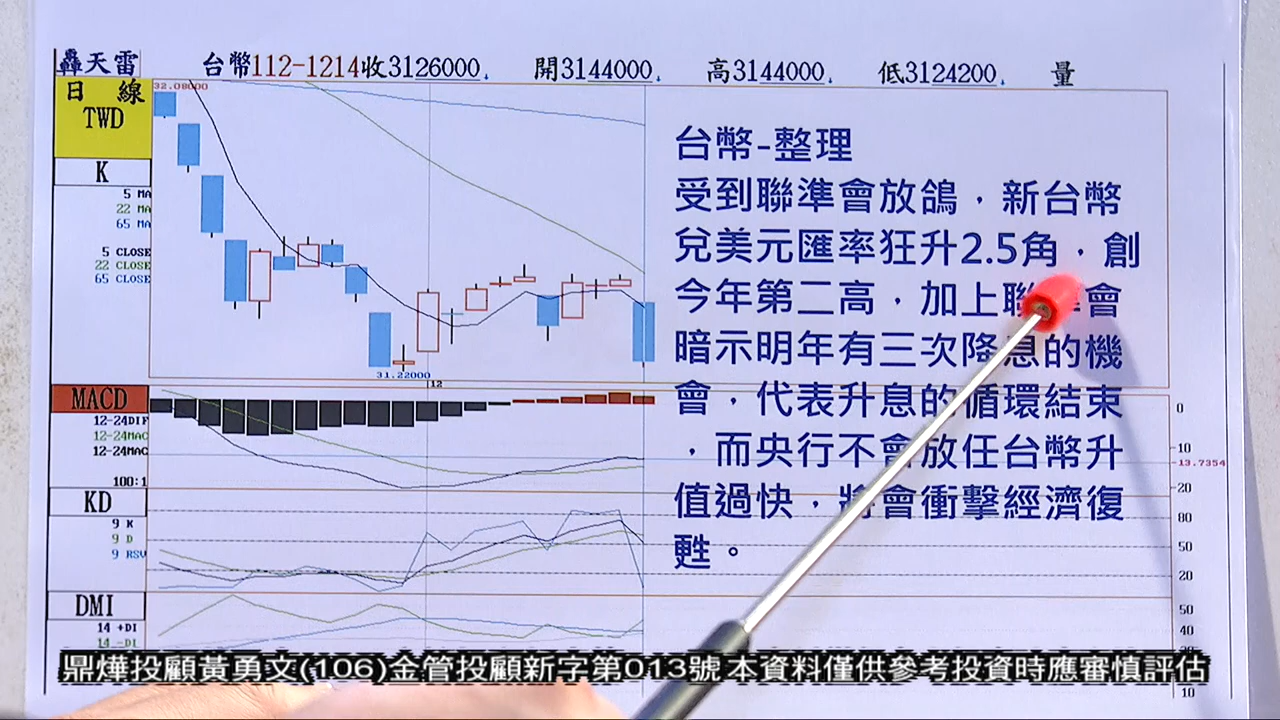 轟天雷 台幣112-1214收3126000 開3144000 高3144000 低3124200 量
日 線
TWD
32.08000
K
5 MA
22 MA
65 MA
5 CLOSE
22 CLOSE
65 CLOSE
31.22000
12
台幣-整理
受到聯準會放鴿，新台幣
兌美元匯率狂升2.5角，創
今年第二高，加上聯準會
暗示明年有三次降息的機
會，代表升息的循環結束
，而央行不會放任台幣升
值過快，將會衝擊經濟復
甦。
MACD
12-24DIF
12-24MAC
12-24MAC
100:1
0
10
13.7354
20
KD
9 K
9 D
9 RSV
80
50
20
DMI
14 +DI
14 -DI
50
40
10
鼎燁投顧黃勇文(106)金管投顧新字第013號 本資料僅供參考投資時應審慎評估